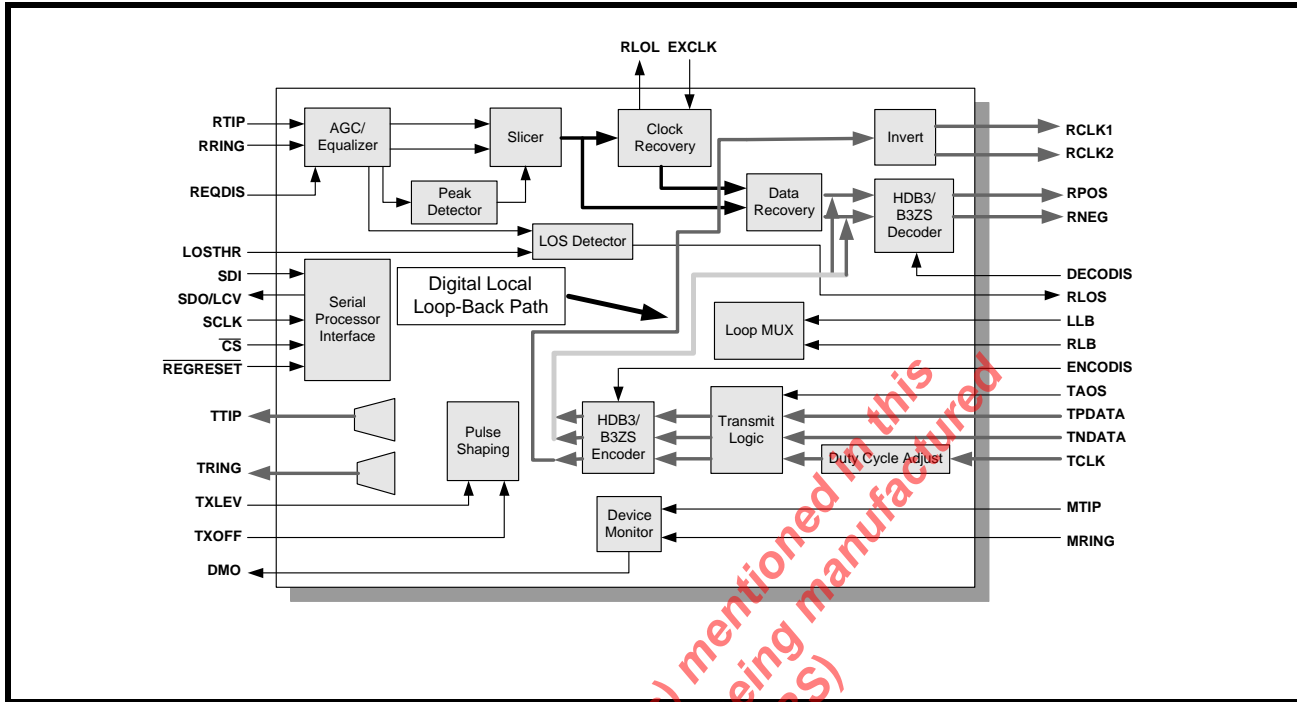 RLOL EXCLK
RTIP
RRING
REQDIS
LOSTHR
SDI
SDO/LCV
SCLK
CS
REGRESET
TTIP
TRING
TXLEV
TXOFF
DMO
AGC/
Equalizer
Slicer
Clock
Recovery
Invert
Peak
Detector
Data
Recovery
HDB3/
B3ZS
Decoder
LOS Detector
Serial
Processor
Interface
Digital Local
Loop-Back Path
Loop MUX
Pulse
Shaping
HDB3/
B3ZS
Encoder
Transmit
Logic
Duty Cycle Adjust
Device
Monitor
RCLK1
RCLK2
RPOS
RNEG
DECODIS
RLOS
LLB
RLB
ENCODIS
TAOS
TPDATA
TNDATA
TCLK
MTIP
MRING
) mentioned in this
eing manufactured
S)